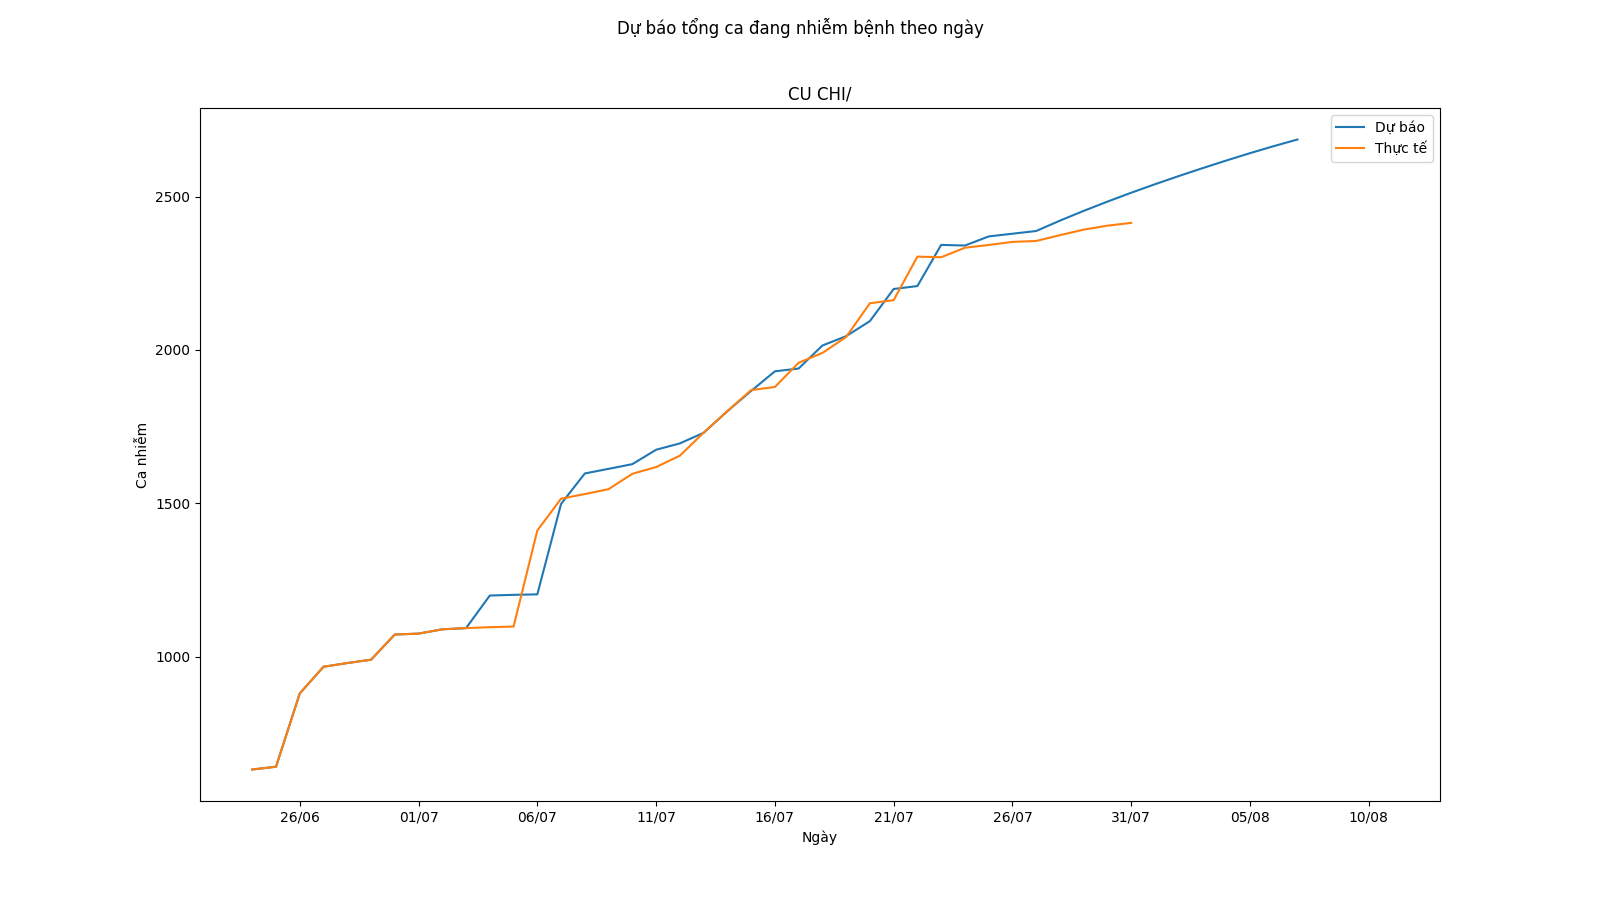 Dự báo tổng ca đang nhiễm bệnh theo ngày
CU CHI/
Dự báo
Thực tế
2500
2000
1500
1000
Ca nhiễm
26/06 01/07 06/07 11/07 16/07 21/07 26/07 31/07 05/08 10/08
Ngày